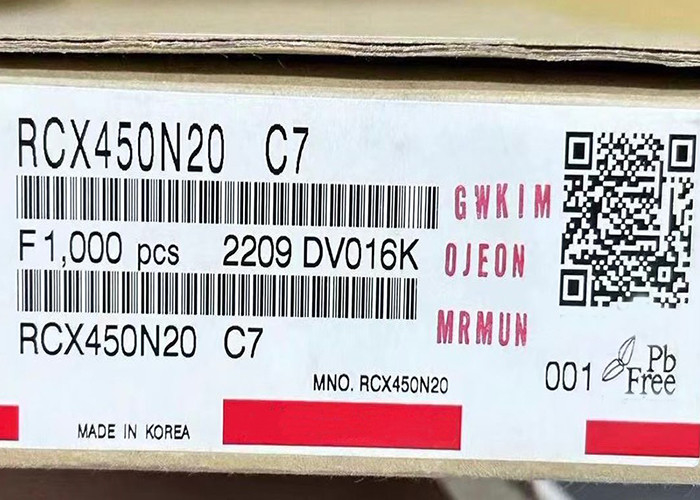 RCX450N20 C7
GWKIM
F 1,000 pcs 2209 DV016K
OJEON
MRMUN
RCX450N20 C7
MNO. RCX450N20
001
Pb
Free
MADE IN KOREA